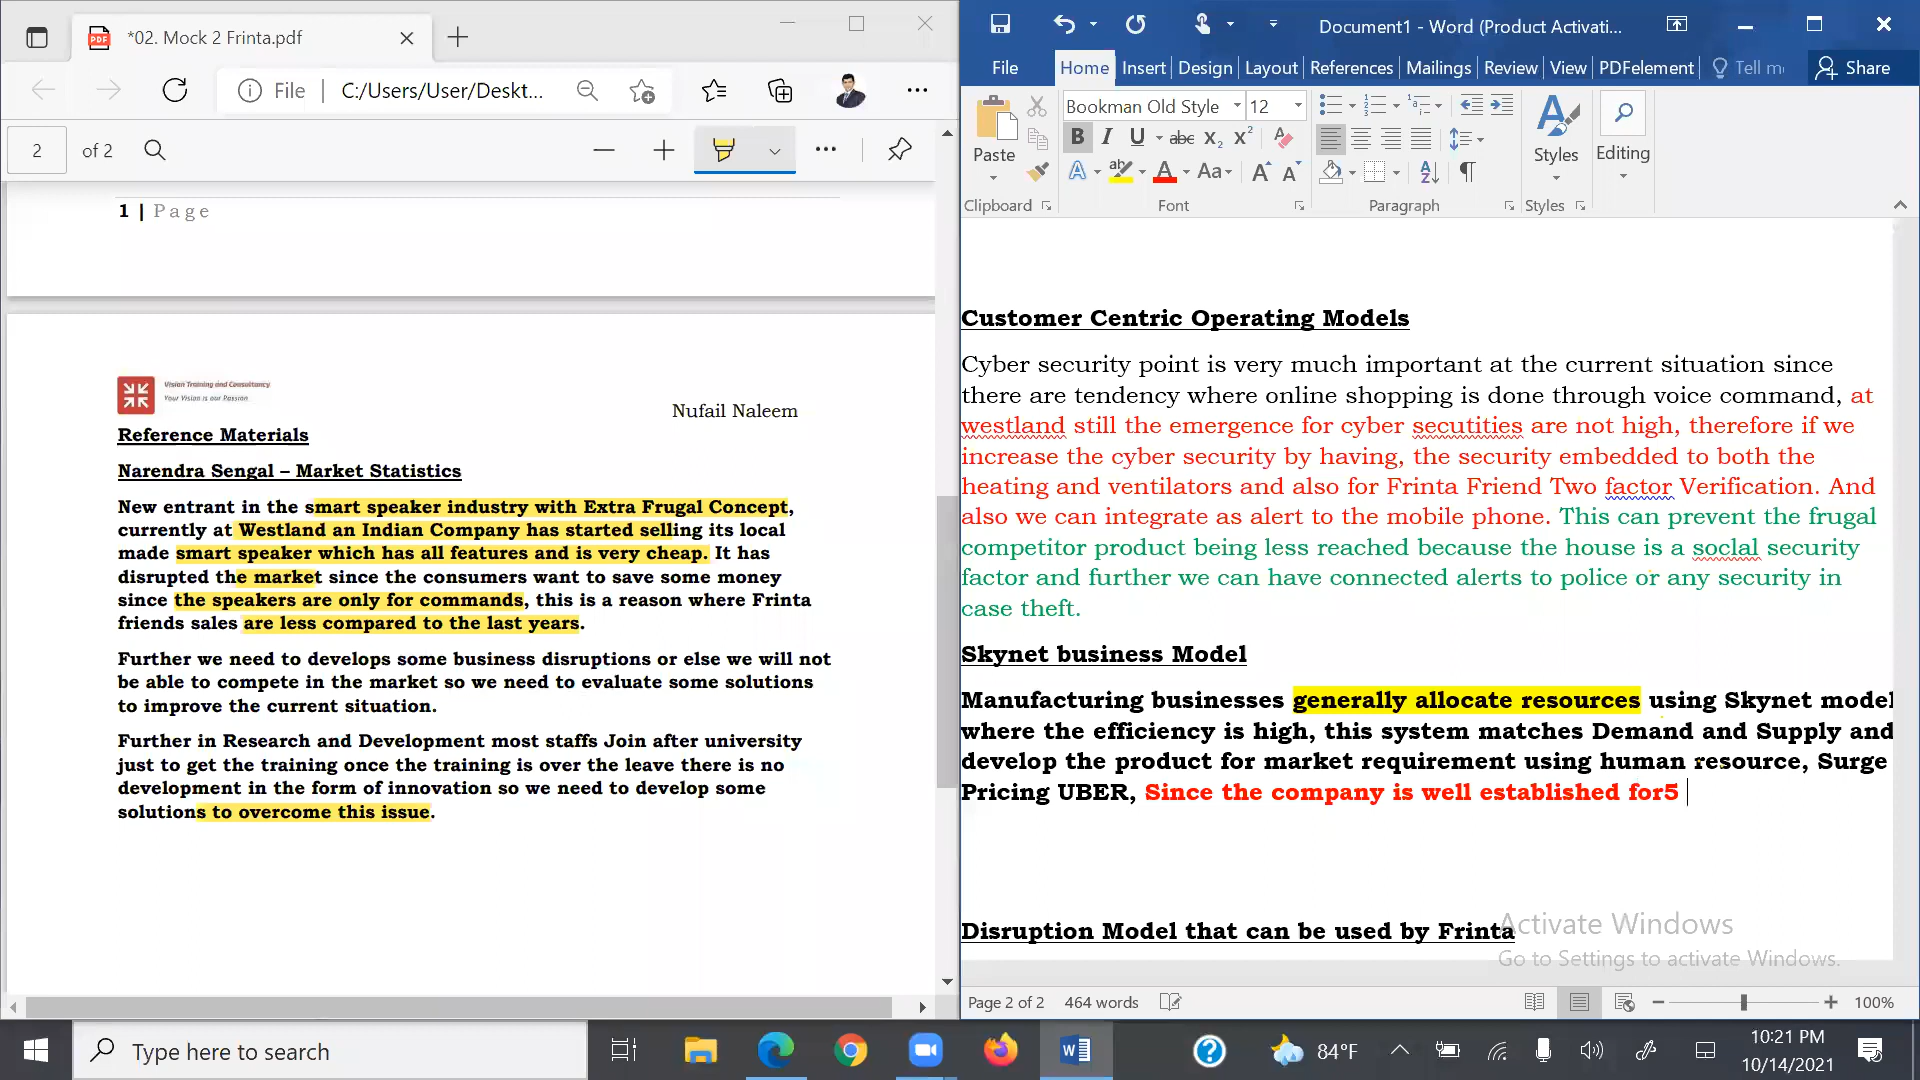 *02. Mock 2 Frinta.pdf
File
C:/Users/User/Deskt...
2 of 2
1 | Page
Vision Training and Consultancy
Your Vision is our Passion
Nufail Naleem
Reference Materials
Narendra Sengal – Market Statistics
New entrant in the smart speaker industry with Extra Frugal Concept,
currently at Westland an Indian Company has started selling its local
made smart speaker which has all features and is very cheap. It has
disrupted the market since the consumers want to save some money
since the speakers are only for commands, this is a reason where Frinta
friends sales are less compared to the last years.
Further we need to develops some business disruptions or else we will not
be able to compete in the market so we need to evaluate some solutions
to improve the current situation.
Further in Research and Development most staffs Join after university
just to get the training once the training is over the leave there is no
development in the form of innovation so we need to develop some
solutions to overcome this issue.
Document1 - Word (Product Activati...
File Home Insert Design Layout References Mailings Review View PDFelement Tell me Share
Bookman Old Style 12
Paste
Styles
Editing
Clipboard Font Paragraph Styles
Customer Centric Operating Models
Cyber security point is very much important at the current situation since
there are tendency where online shopping is done through voice command, at
westland still the emergence for cyber secutities are not high, therefore if we
increase the cyber security by having, the security embedded to both the
heating and ventilators and also for Frinta Friend Two factor Verification. And
also we can integrate as alert to the mobile phone. This can prevent the frugal
competitor product being less reached because the house is a soclal security
factor and further we can have connected alerts to police or any security in
case theft.
Skynet business Model
Manufacturing businesses generally allocate resources using Skynet model
where the efficiency is high, this system matches Demand and Supply and
develop the product for market requirement using human resource, Surge
Pricing UBER, Since the company is well established for5
Disruption Model that can be used by Frinta
Activate Windows
Go to Settings to activate Windows.
Page 2 of 2 464 words 100%
Type here to search
84°F
10:21 PM
10/14/2021